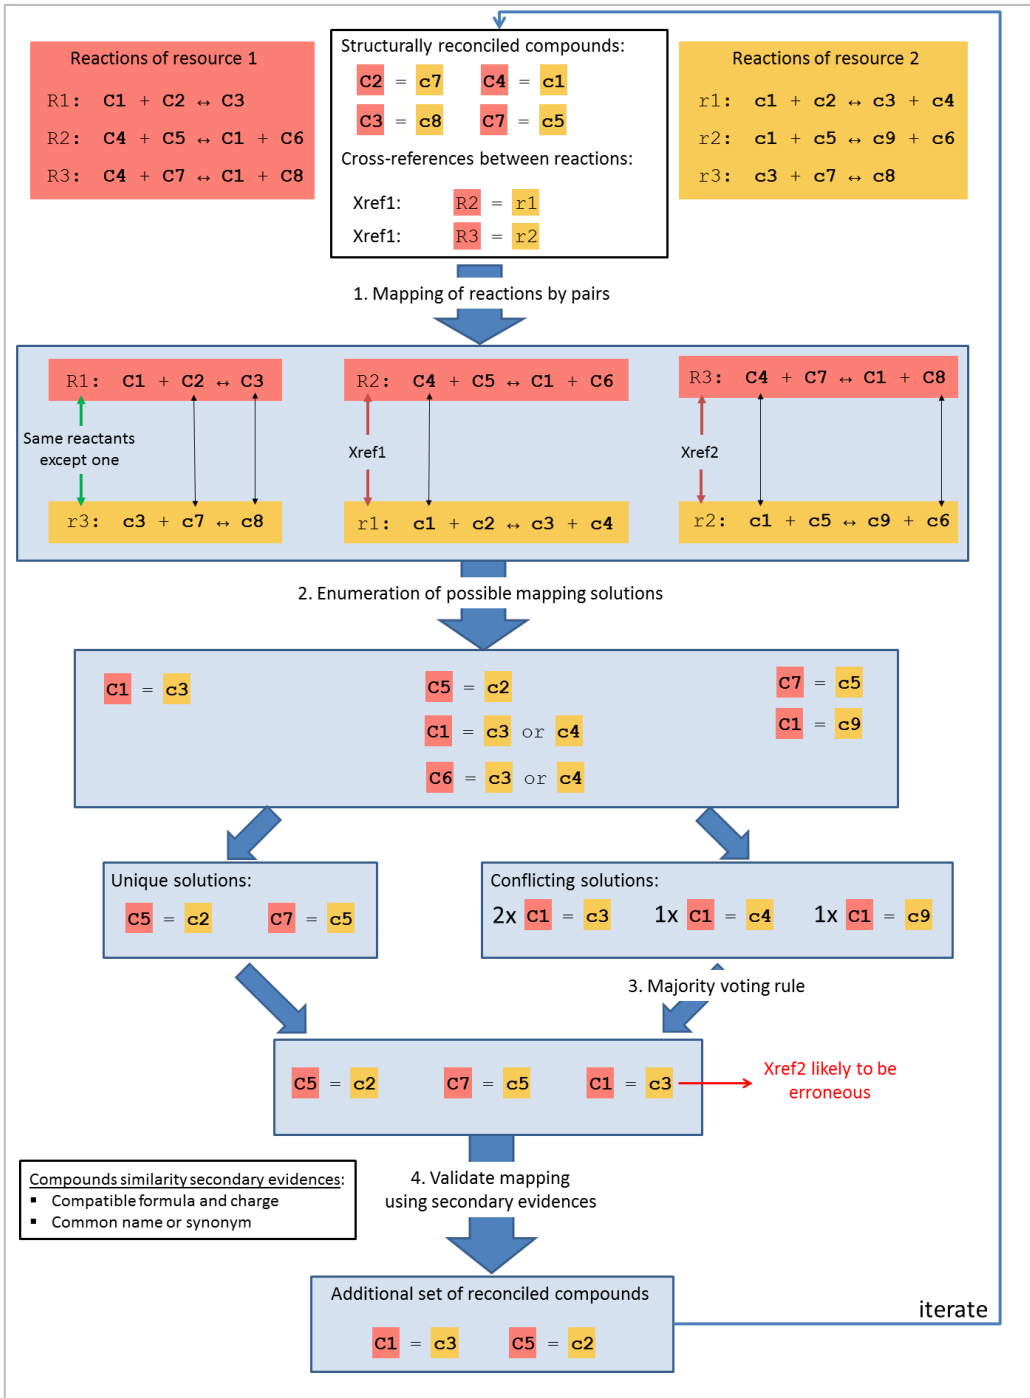 Reactions of resource 1
R1: C1 + C2 ↔ C3
R2: C4 + C5 ↔ C1 + C6
R3: C4 + C7 ↔ C1 + C8
Structurally reconciled compounds:
C2 = c7 C4 = c1
C3 = c8 C7 = c5
Cross-references between reactions:
Xref1: R2 = r1
Xref1: R3 = r2
Reactions of resource 2
r1: c1 + c2 ↔ c3 + c4
r2: c1 + c5 ↔ c9 + c6
r3: c3 + c7 ↔ c8
1. Mapping of reactions by pairs
R1: C1 + C2 ↔ C3
Same reactants
except one
r3: c3 + c7 ↔ c8
R2: C4 + C5 ↔ C1 + C6
Xref1
r1: c1 + c2 ↔ c3 + c4
R3: C4 + C7 ↔ C1 + C8
Xref2
r2: c1 + c5 ↔ c9 + c6
2. Enumeration of possible mapping solutions
C1 = c3
C5 = c2
C1 = c3 or c4
C6 = c3 or c4
C7 = c5
C1 = c9
Unique solutions:
C5 = c2 C7 = c5
Conflicting solutions:
2x C1 = c3 1x C1 = c4 1x C1 = c9
3. Majority voting rule
C5 = c2 C7 = c5 C1 = c3
Xref2 likely to be
erroneous
4. Validate mapping
using secondary evidences
Compounds similarity secondary evidences:
▪ Compatible formula and charge
▪ Common name or synonym
Additional set of reconciled compounds
C1 = c3 C5 = c2
iterate